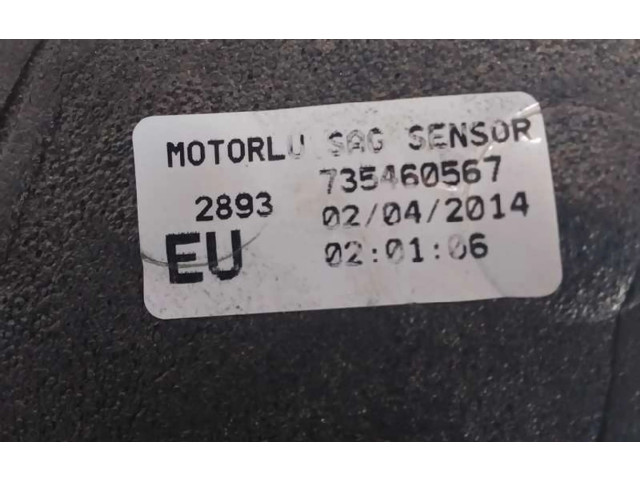 MOTORLU SAG SENSOR
735460567
2893 02/04/2014
EU 02:01:06